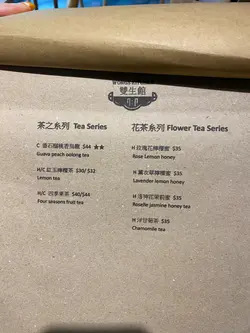 雙生館
茶之系列 Tea Series
C 番石榴桃香烏龍 $44 ★★
Guava peach oolong tea
H/C 紅玉檸檬茶 $30/$32
Lemon tea
H/C 四季來茶 $40/$44
Four seasons fruit tea
花茶系列 Flower Tea Series
H 玫瑰花檸檬蜜 $35
Rose Lemon honey
H 薰衣草檸檬蜜 $35
Lavender lemon honey
H 洛神花茉莉蜜 $35
Roselle jasmine honey tea
H 洋甘菊茶 $35
Chamomile tea